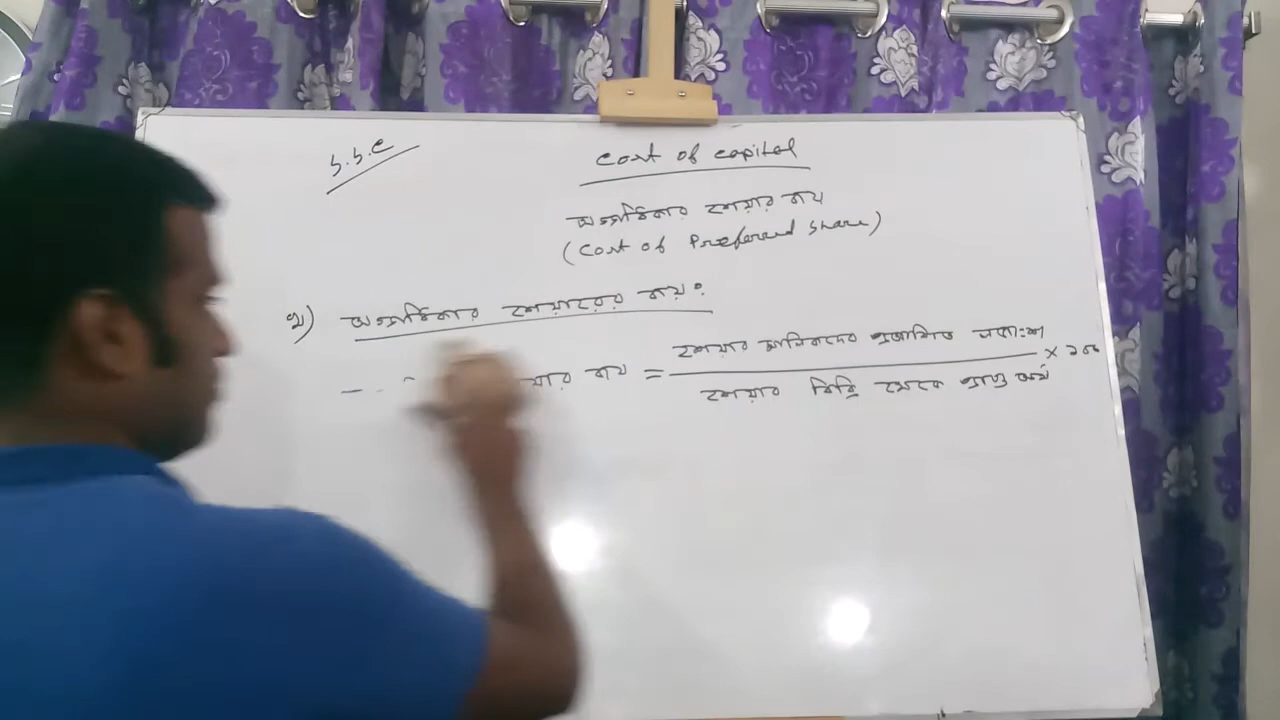 S.S.C
Cost of capital
অগ্রাধিকার শেয়ার ব্যয়
(Cost of Preferred Share)
খ) অগ্রাধিকার শেয়ারের ব্যয়ঃ
ব্যয় = শেয়ার মালিকদের প্রত্যাশিত লভ্যাংশ × ১০০
শেয়ার বিক্রি থেকে প্রাপ্ত অর্থ